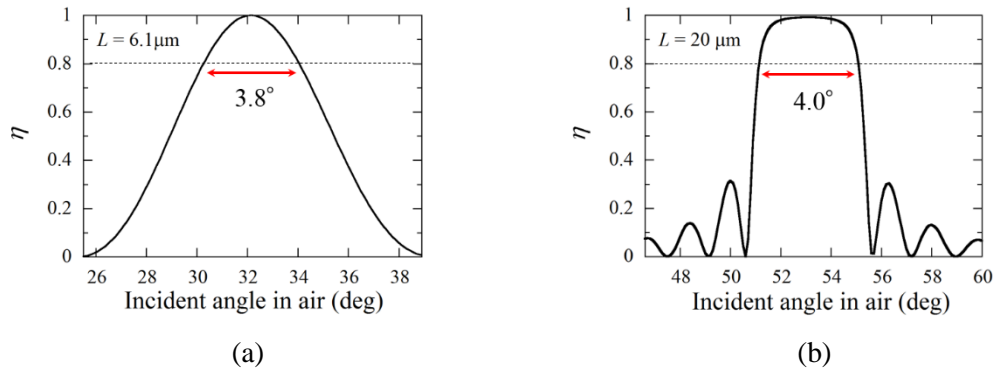 1
L = 6.1μm
0.8
3.8°
0.6
η
0.4
0.2
0
26 28 30 32 34 36 38
Incident angle in air (deg)
(a)
1
L = 20 μm
0.8
4.0°
0.6
η
0.4
0.2
0
48 50 52 54 56 58 60
Incident angle in air (deg)
(b)